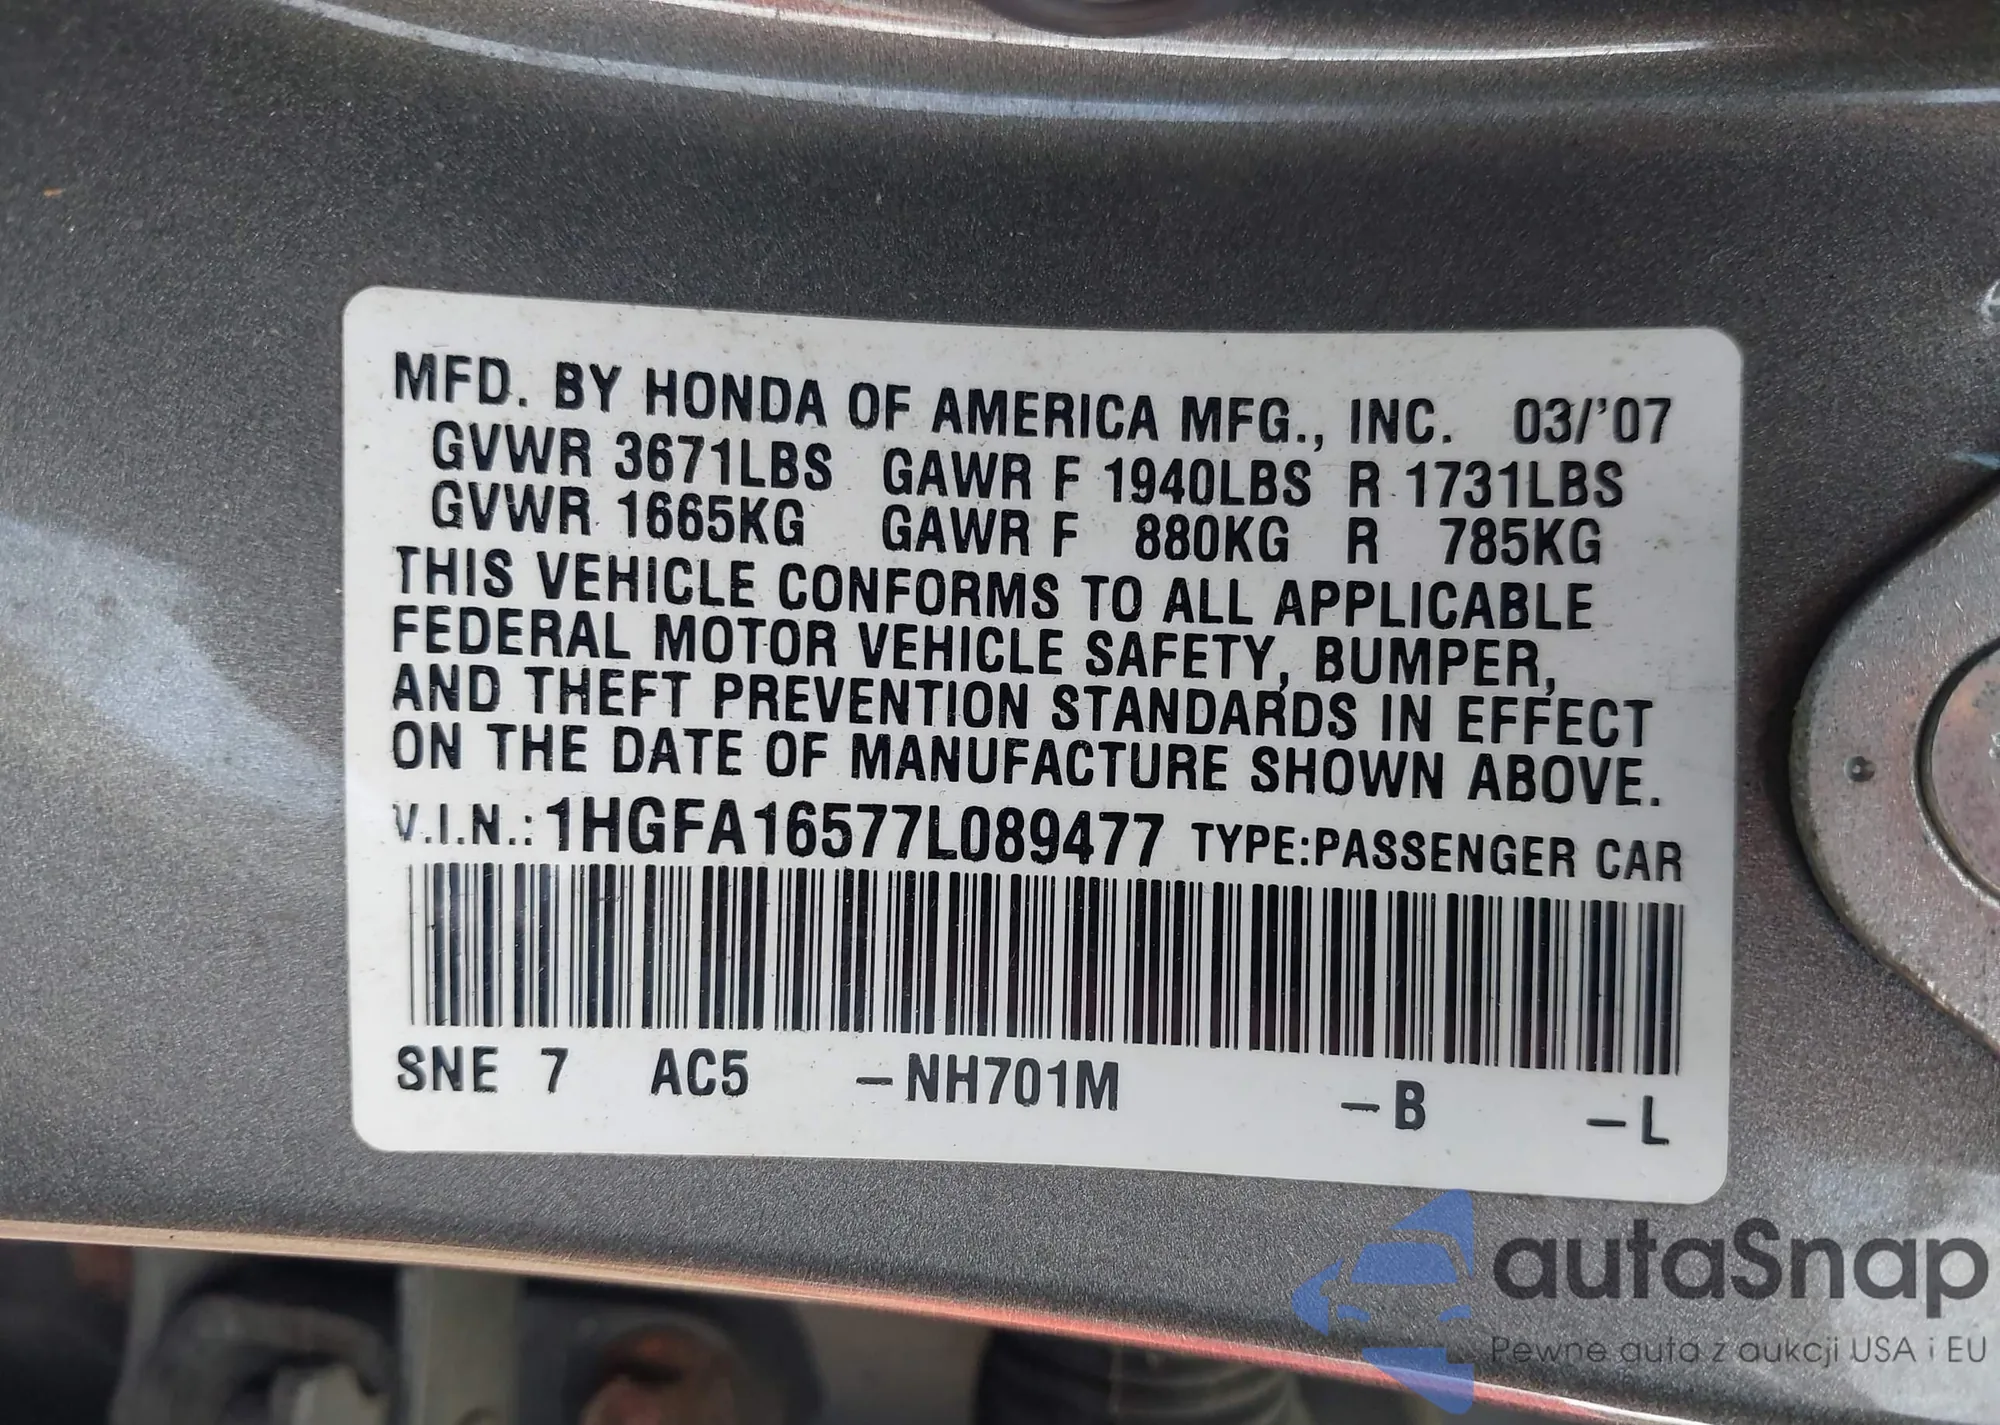 MFD. BY HONDA OF AMERICA MFG., INC. 03/'07
GVWR 3671LBS GAWR F 1940LBS R 1731LBS
GVWR 1665KG GAWR F 880KG R 785KG
THIS VEHICLE CONFORMS TO ALL APPLICABLE
FEDERAL MOTOR VEHICLE SAFETY, BUMPER,
AND THEFT PREVENTION STANDARDS IN EFFECT
ON THE DATE OF MANUFACTURE SHOWN ABOVE.
V.I.N.: 1HGFA16577L089477 TYPE:PASSENGER CAR
SNE 7 AC5 –NH701M –B –L
autaSnap
Pewne auta z aukcji USA i EU